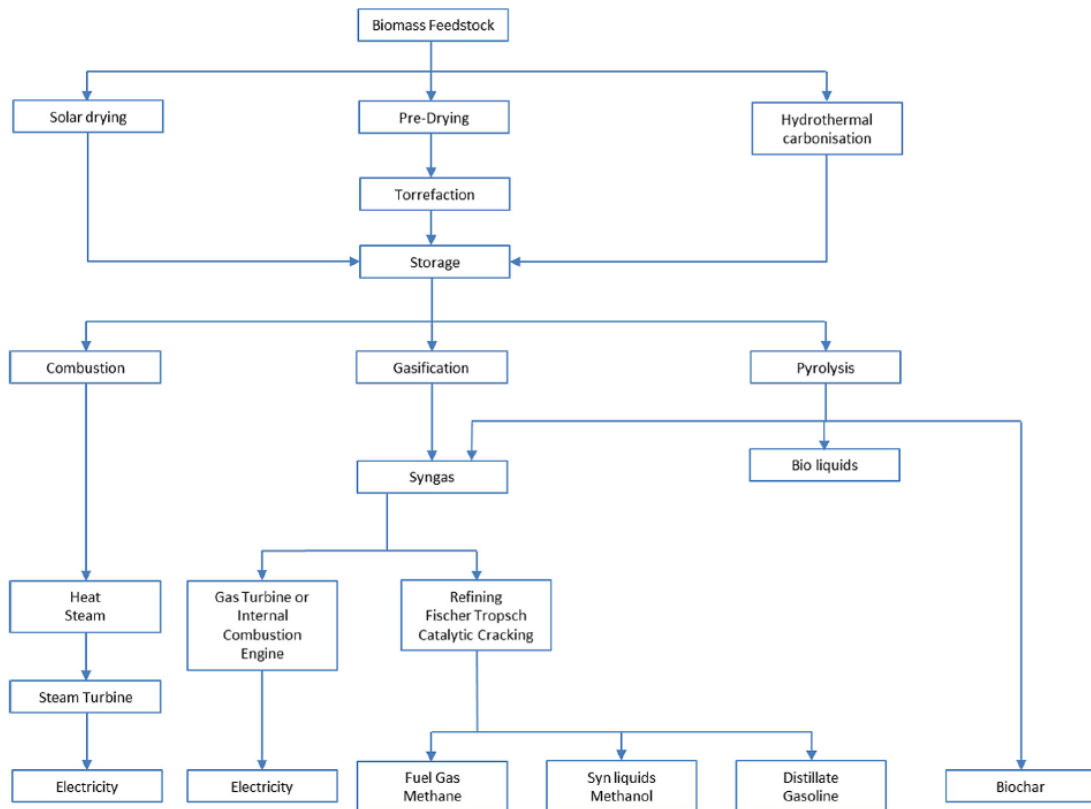 Biomass Feedstock
Solar drying
Pre-Drying
Hydrothermal
carbonisation
Torrefaction
Storage
Combustion
Gasification
Pyrolysis
Syngas
Bio liquids
Heat
Steam
Gas Turbine or
Internal
Combustion
Engine
Refining
Fischer Tropsch
Catalytic Cracking
Steam Turbine
Electricity
Electricity
Fuel Gas
Methane
Syn liquids
Methanol
Distillate
Gasoline
Biochar